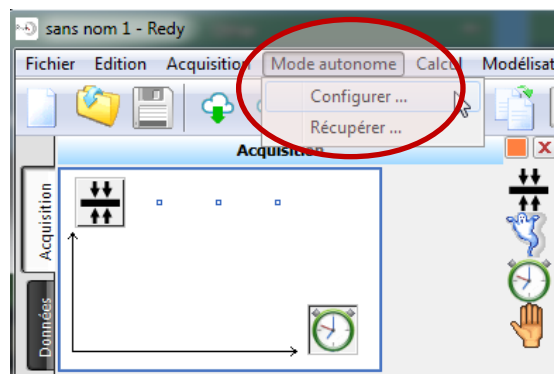 sans nom 1 - Redy
Fichier Edition Acquisition Mode autonome Calcul Modélisat
Configurer ...
Récupérer ...
Acquisition
Acquisition
Données